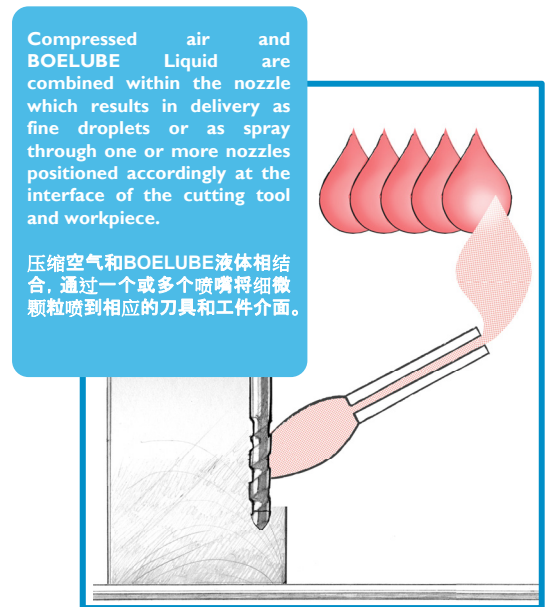 Compressed air and
BOELUBE Liquid are
combined within the nozzle
which results in delivery as
fine droplets or as spray
through one or more nozzles
positioned accordingly at the
interface of the cutting tool
and workpiece.
压缩空气和BOELUBE液体相结
合, 通过一个或多个喷嘴将细微
颗粒喷到相应的刀具和工件介面。